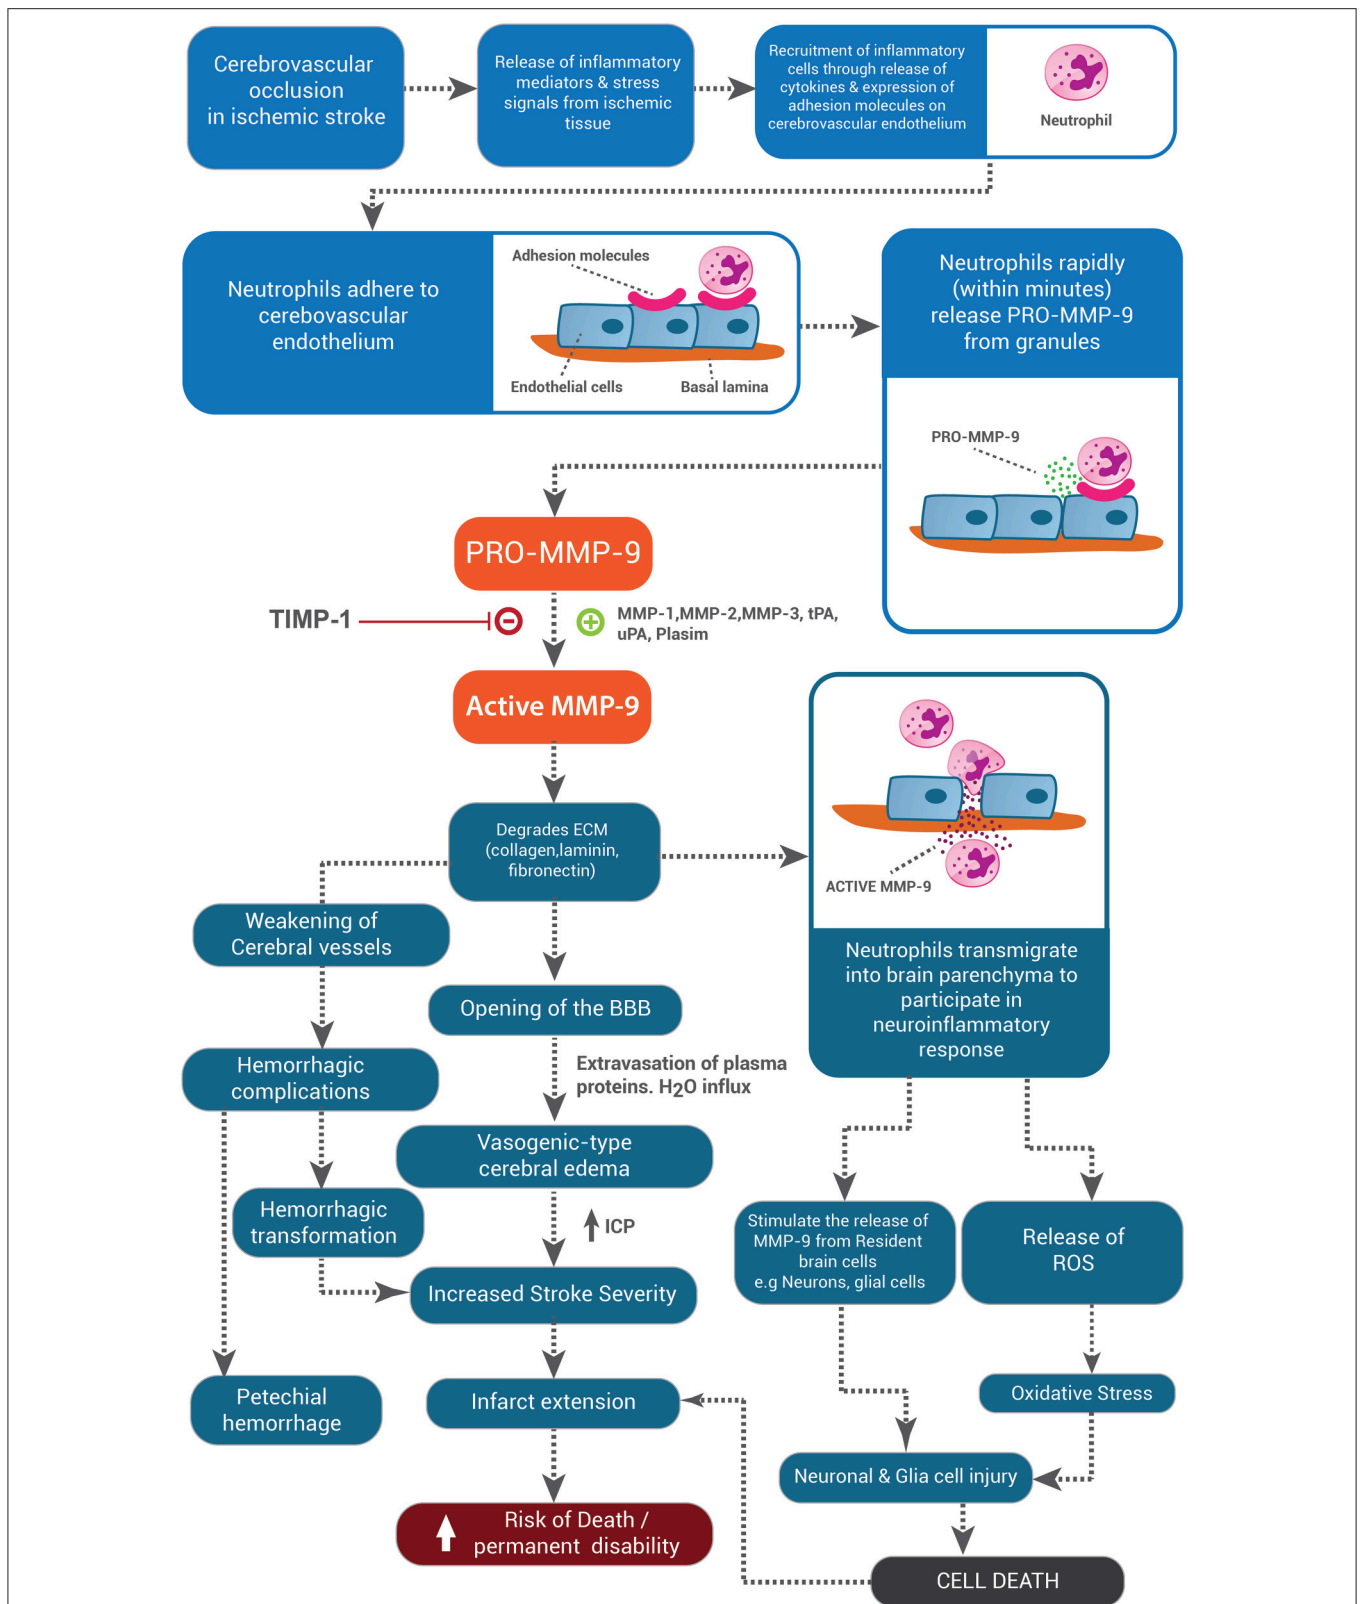 Cerebrovascular
occlusion
in ischemic stroke
Release of inflammatory
mediators & stress
signals from ischemic
tissue
Recruitment of inflammatory
cells through release of
cytokines & expression of
adhesion molecules on
cerebrovascular endothelium
Neutrophil
Neutrophils adhere to
cerebovascular
endothelium
Adhesion molecules
Endothelial cells
Basal lamina
Neutrophils rapidly
(within minutes)
release PRO-MMP-9
from granules
PRO-MMP-9
PRO-MMP-9
TIMP-1
MMP-1,MMP-2,MMP-3, tPA,
uPA, Plasim
Active MMP-9
Degrades ECM
(collagen,laminin,
fibronectin)
ACTIVE MMP-9
Neutrophils transmigrate
into brain parenchyma to
participate in
neuroinflammatory
response
Weakening of
Cerebral vessels
Opening of the BBB
Extravasation of plasma
proteins. H2O influx
Hemorrhagic
complications
Vasogenic-type
cerebral edema
Hemorrhagic
transformation
ICP
Stimulate the release of
MMP-9 from Resident
brain cells
e.g Neurons, glial cells
Release of
ROS
Increased Stroke Severity
Petechial
hemorrhage
Infarct extension
Oxidative Stress
Neuronal & Glia cell injury
Risk of Death /
permanent disability
CELL DEATH